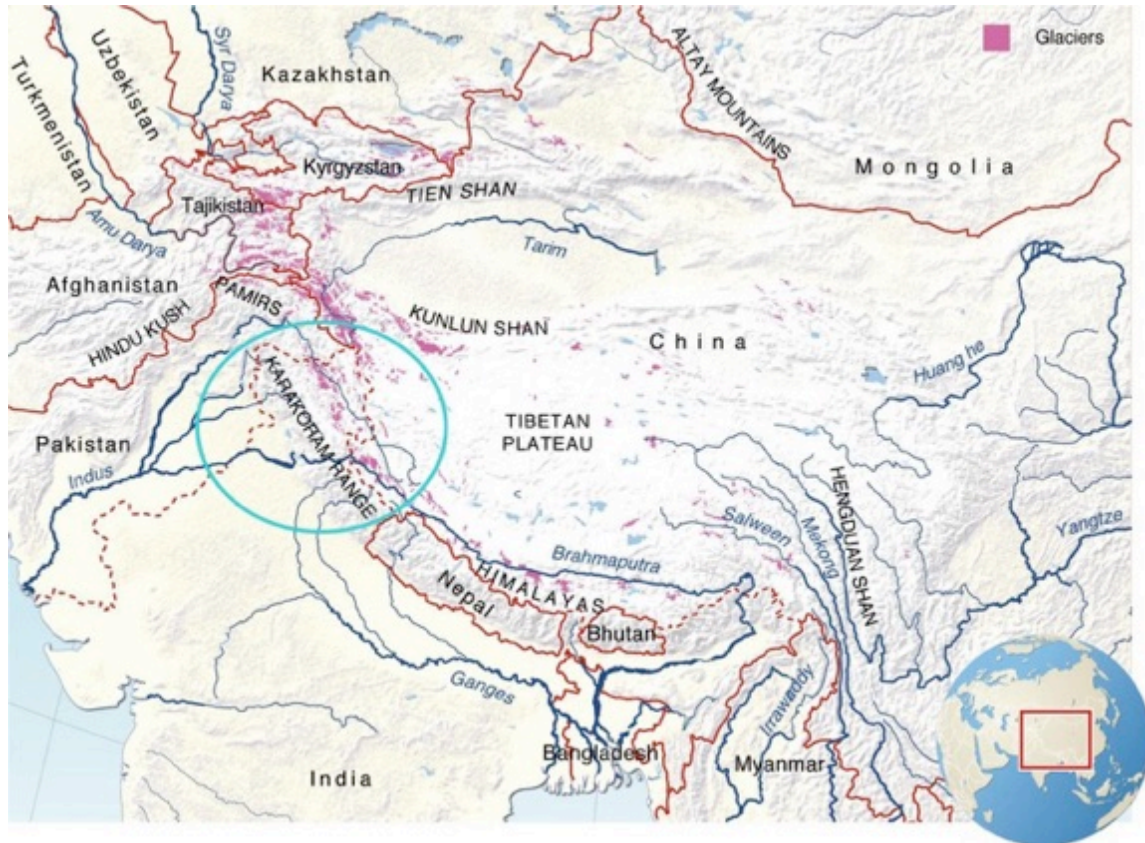 Glaciers
Kazakhstan
Uzbekistan
Syr Darya
Turkmenistan
ALTAY MOUNTAINS
Mongolia
Kyrgyzstan
TIEN SHAN
Tajikistan
Amu Darya
Tarim
Afghanistan
PAMIRS
HINDU KUSH
KUNLUN SHAN
China
Huang he
KARAKORAM RANGE
TIBETAN
PLATEAU
Pakistan
Indus
HENGDUAN SHAN
Salween
Mekong
Yangtze
Brahmaputra
HIMALAYAS
Nepal
Bhutan
Ganges
Irrawaddy
Bangladesh
Myanmar
India